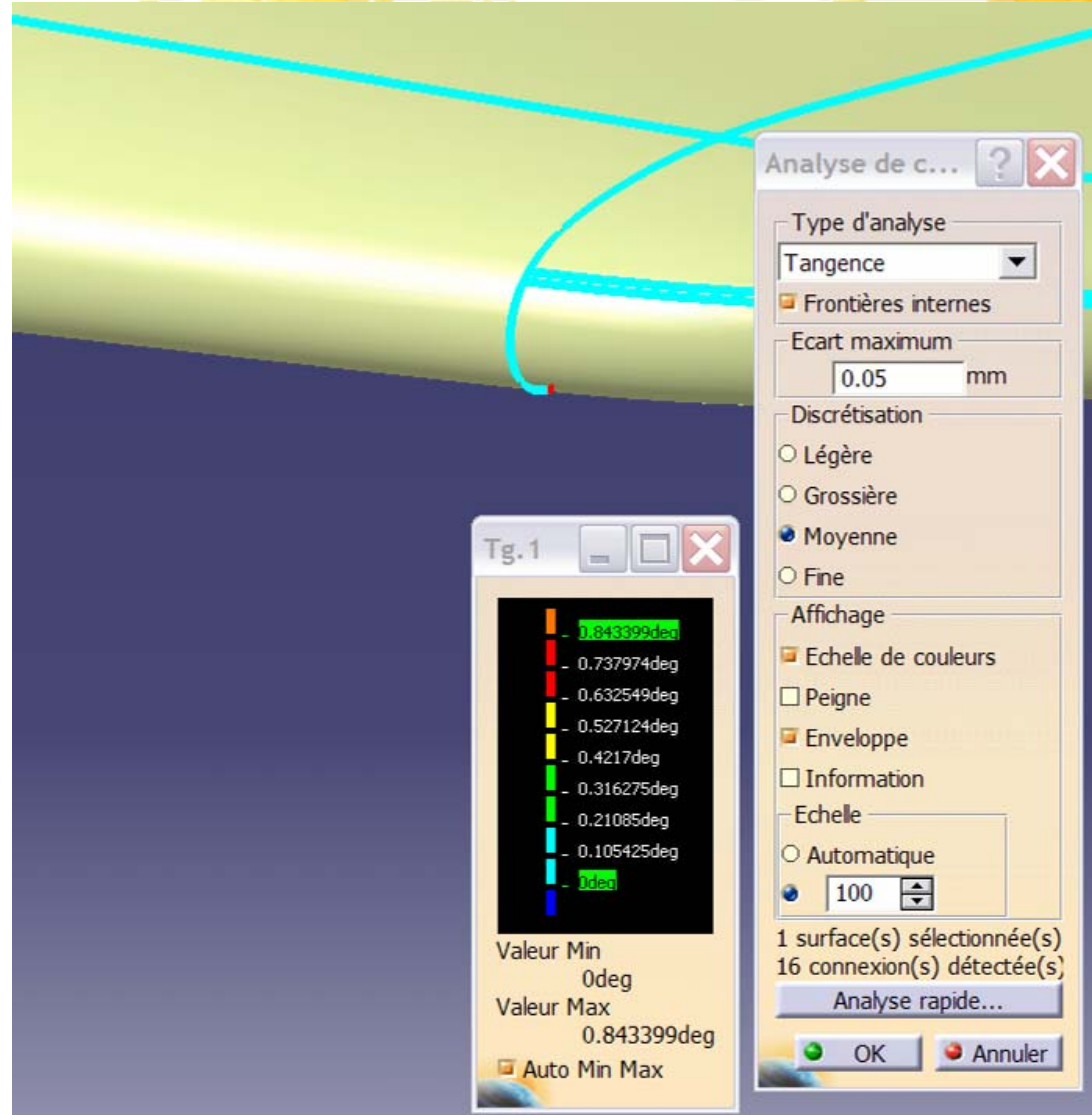 Analyse de c...
Type d'analyse
Tangence
Frontières internes
Ecart maximum
0.05 mm
Discrétisation
Légère
Grossière
Moyenne
Fine
Affichage
Echelle de couleurs
Peigne
Enveloppe
Information
Echelle
Automatique
100
1 surface(s) sélectionnée(s)
16 connexion(s) détectée(s)
Analyse rapide...
OK
Annuler
Tg.1
0.843399deg
0.737974deg
0.632549deg
0.527124deg
0.4217deg
0.316275deg
0.21085deg
0.105425deg
0deg
Valeur Min
0deg
Valeur Max
0.843399deg
Auto Min Max